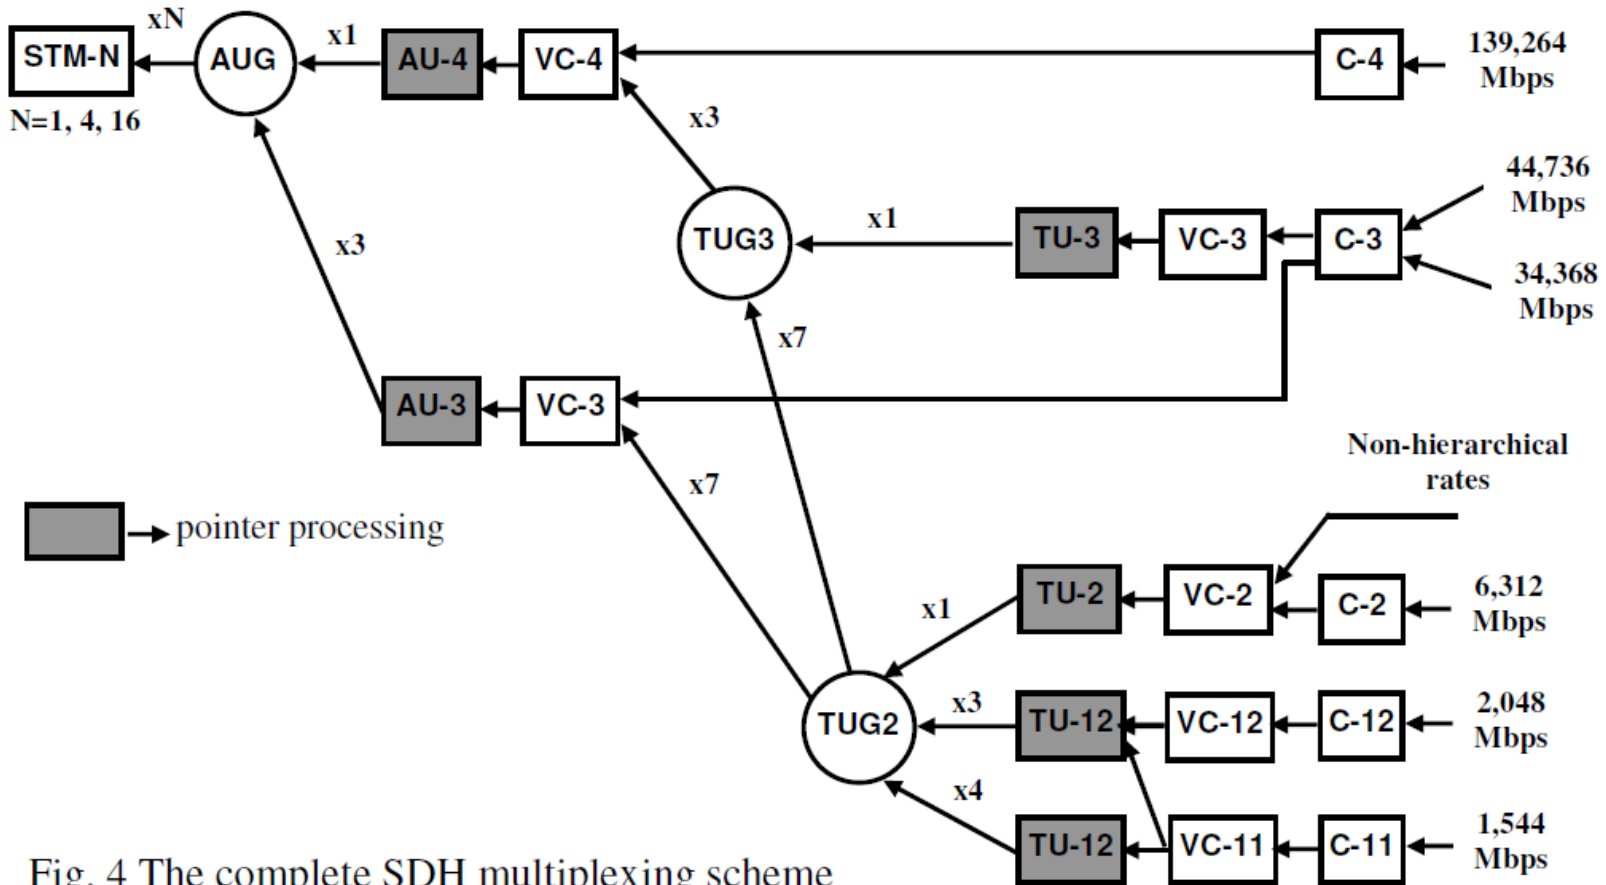 xN
x1
STM-N
AUG
AU-4
VC-4
C-4
139,264
Mbps
N=1, 4, 16
x3
44,736
Mbps
x3
TUG3
x1
TU-3
VC-3
C-3
34,368
Mbps
x7
AU-3
VC-3
Non-hierarchical
rates
x7
pointer processing
x1
TU-2
VC-2
C-2
6,312
Mbps
TUG2
x3
TU-12
VC-12
C-12
2,048
Mbps
x4
TU-12
VC-11
C-11
1,544
Mbps
Fig. 4 The complete SDH multiplexing scheme